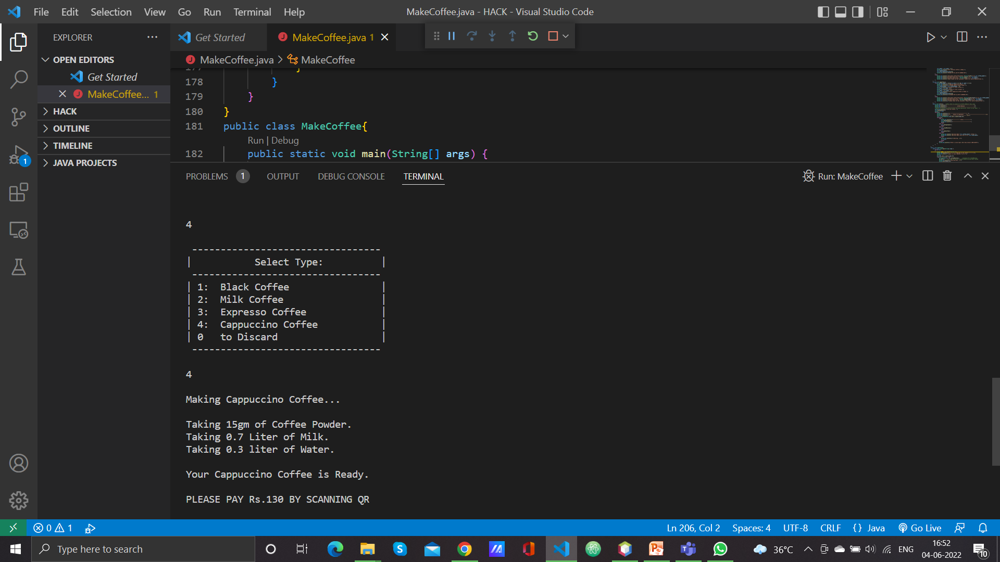 File Edit Selection View Go Run Terminal Help
MakeCoffee.java - HACK - Visual Studio Code
EXPLORER
Get Started
MakeCoffee.java 1
OPEN EDITORS
Get Started
MakeCoffee... 1
HACK
OUTLINE
TIMELINE
JAVA PROJECTS
1
MakeCoffee.java > MakeCoffee
178 }
179 }
180 }
181 public class MakeCoffee{
Run | Debug
182 public static void main(String[] args) {
PROBLEMS 1 OUTPUT DEBUG CONSOLE TERMINAL
Run: MakeCoffee
4
---------------------------------
| Select Type: |
---------------------------------
| 1: Black Coffee |
| 2: Milk Coffee |
| 3: Expresso Coffee |
| 4: Cappuccino Coffee |
| 0 to Discard |
---------------------------------
4
Making Cappuccino Coffee...
Taking 15gm of Coffee Powder.
Taking 0.7 Liter of Milk.
Taking 0.3 liter of Water.
Your Cappuccino Coffee is Ready.
PLEASE PAY Rs.130 BY SCANNING QR
0 1
Ln 206, Col 2 Spaces: 4 UTF-8 CRLF {} Java Go Live
Type here to search
36°C ENG
16:52
04-06-2022
10